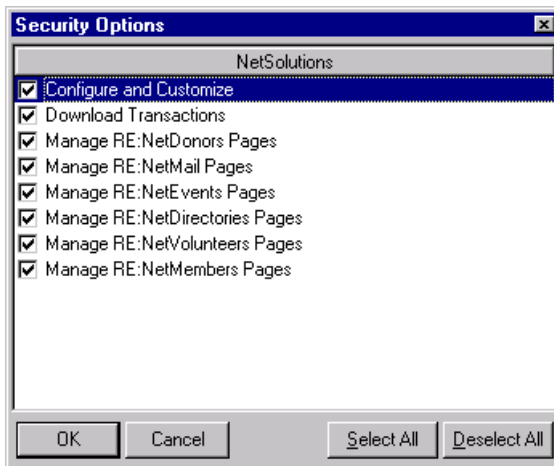 Security Options
NetSolutions
Configure and Customize
Download Transactions
Manage RE:NetDonors Pages
Manage RE:NetMail Pages
Manage RE:NetEvents Pages
Manage RE:NetDirectories Pages
Manage RE:NetVolunteers Pages
Manage RE:NetMembers Pages
OK Cancel Select All Deselect All